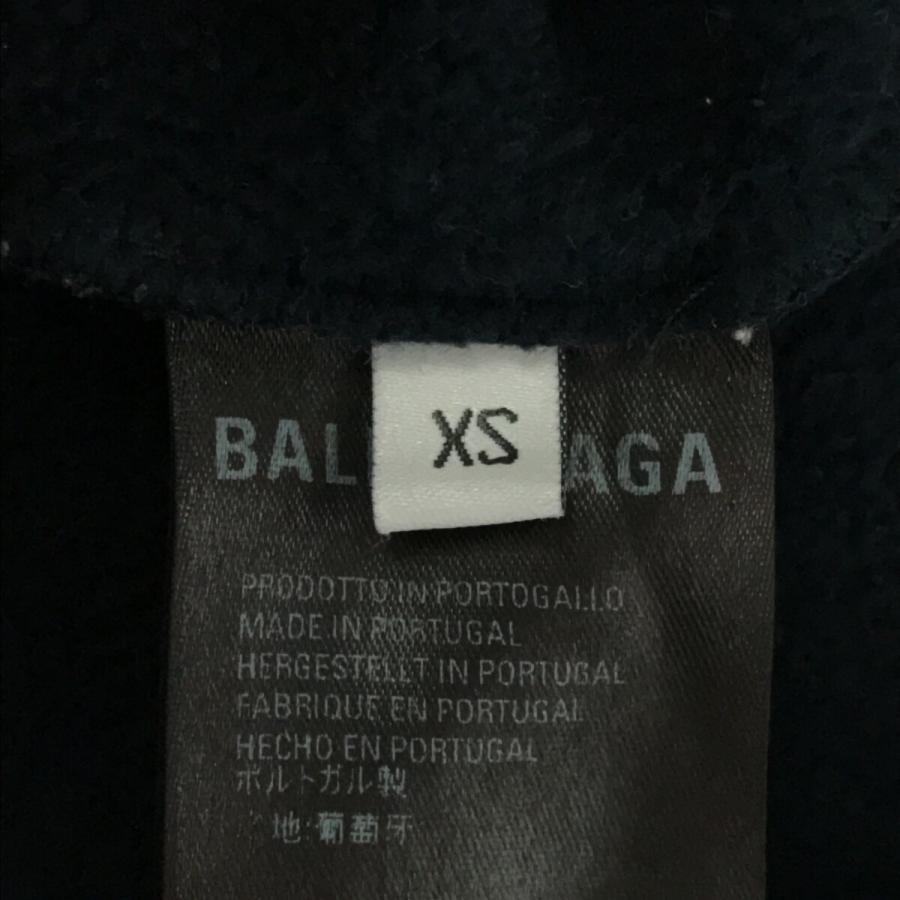 XS
BAL AGA
PRODOTTO IN PORTOGALLO
MADE IN PORTUGAL
HERGESTELLT IN PORTUGAL
FABRIQUE EN PORTUGAL
HECHO EN PORTUGAL
ポルトガル製
地:葡萄牙